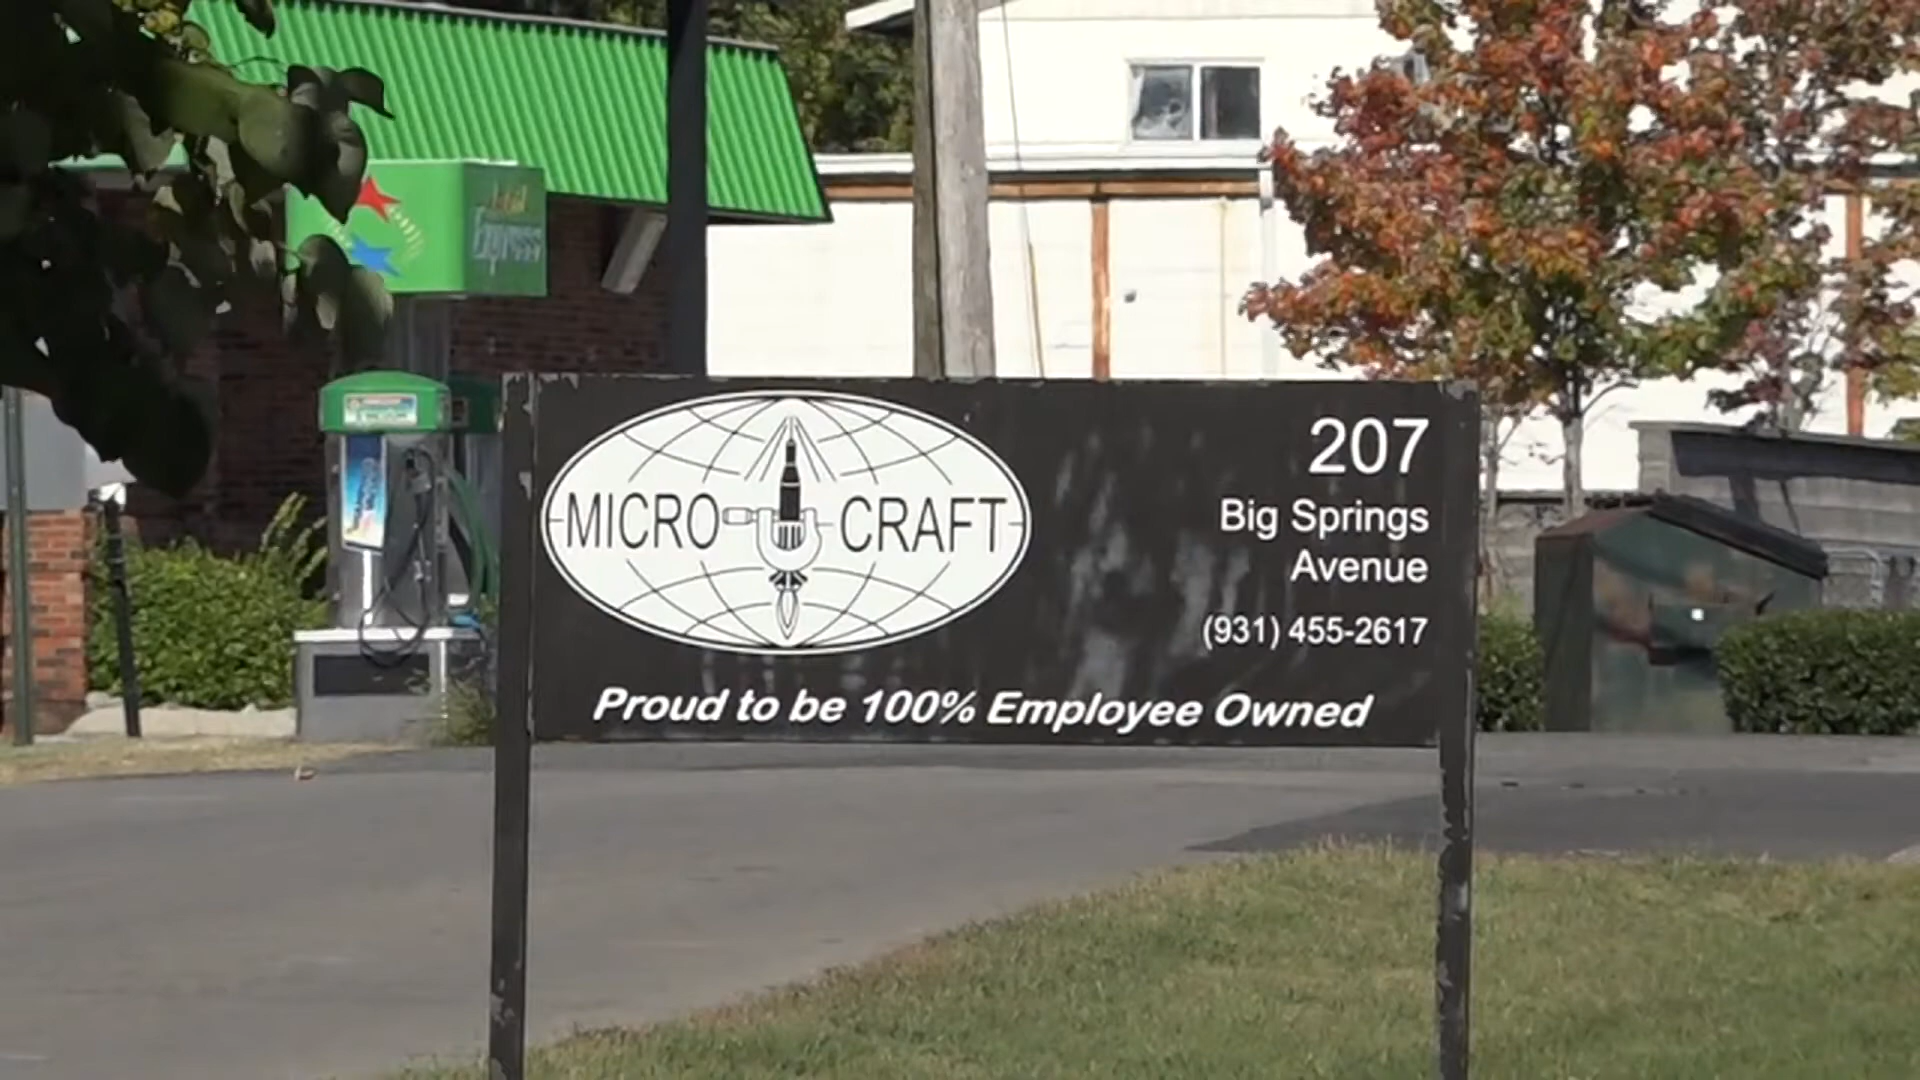 Express
MICRO CRAFT
207
Big Springs
Avenue
(931) 455-2617
Proud to be 100% Employee Owned